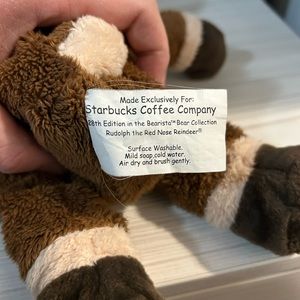 Made Exclusively For:
Starbucks Coffee Company
28th Edition in the Bearista™ Bear Collection
Rudolph the Red Nose Reindeer®
Surface Washable.
Mild soap,cold water.
Air dry and brush gently.